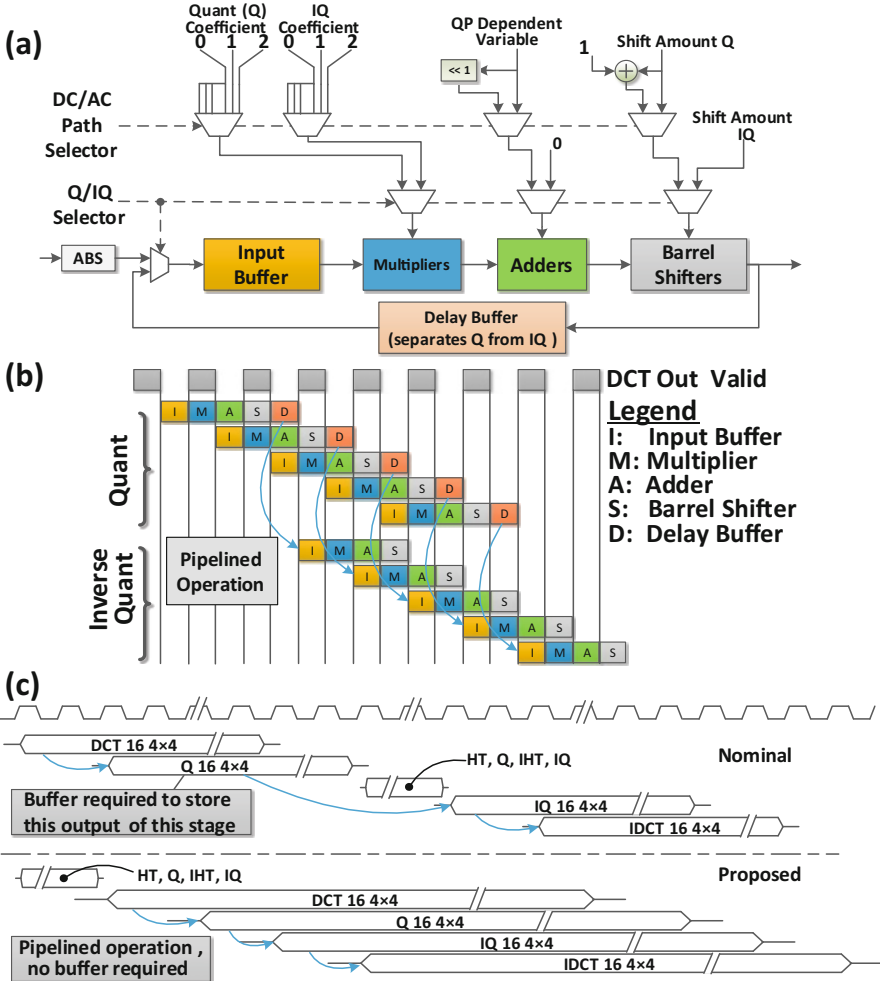 (a)
Quant (Q)
Coefficient
0 1 2
IQ
Coefficient
0 1 2
QP Dependent
Variable
<< 1
Shift Amount Q
1
+
DC/AC
Path
Selector
Shift Amount
IQ
0
Q/IQ
Selector
ABS
Input
Buffer
Multipliers
Adders
Barrel
Shifters
Delay Buffer
(separates Q from IQ )
(b)
DCT Out Valid
Legend
I: Input Buffer
M: Multiplier
A: Adder
S: Barrel Shifter
D: Delay Buffer
Quant
I M A S D
I M A S D
I M A S D
I M A S D
I M A S D
Inverse
Quant
Pipelined
Operation
I M A S
I M A S
I M A S
I M A S
I M A S
(c)
DCT 16 4×4
Nominal
Q 16 4×4
HT, Q, IHT, IQ
Buffer required to store
this output of this stage
IQ 16 4×4
IDCT 16 4×4
Proposed
HT, Q, IHT, IQ
DCT 16 4×4
Q 16 4×4
Pipelined operation ,
no buffer required
IQ 16 4×4
IDCT 16 4×4